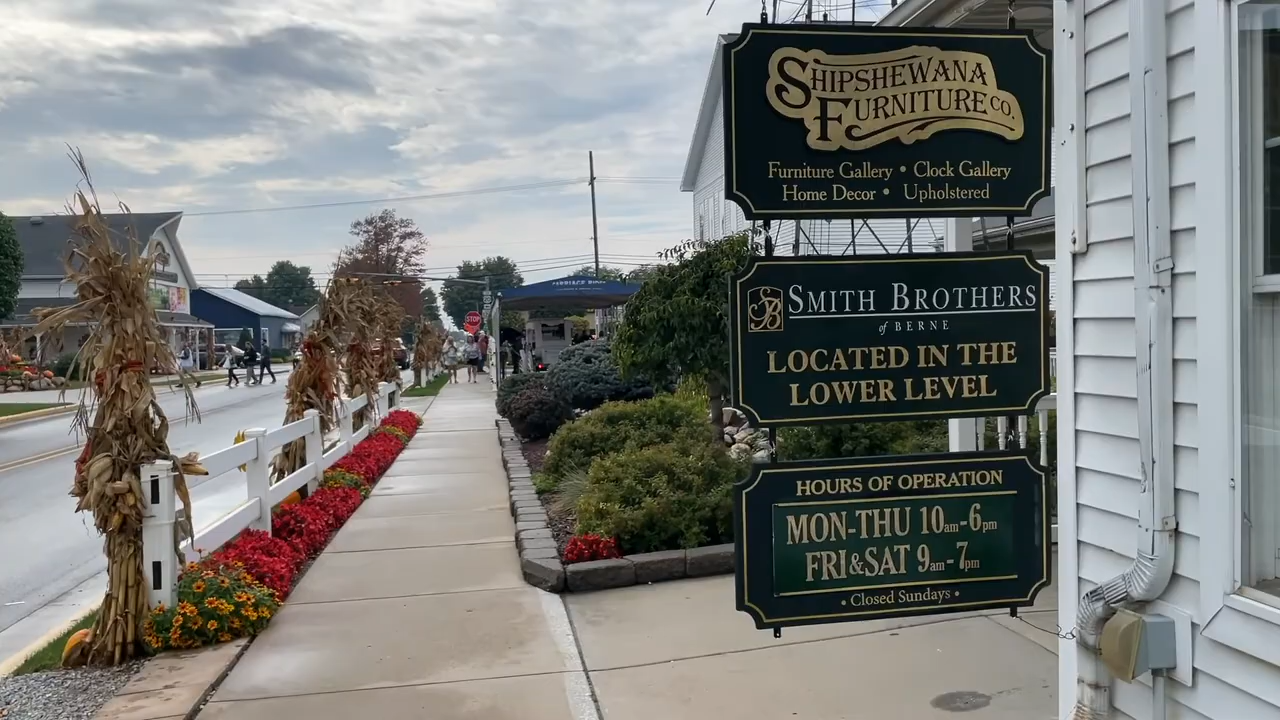 SHIPSHEWANA
FURNITURE CO.
Furniture Gallery • Clock Gallery
Home Decor • Upholstered
SB SMITH BROTHERS
of BERNE
LOCATED IN THE
LOWER LEVEL
HOURS OF OPERATION
MON-THU 10am-6pm
FRI&SAT 9am-7pm
• Closed Sundays •
STOP